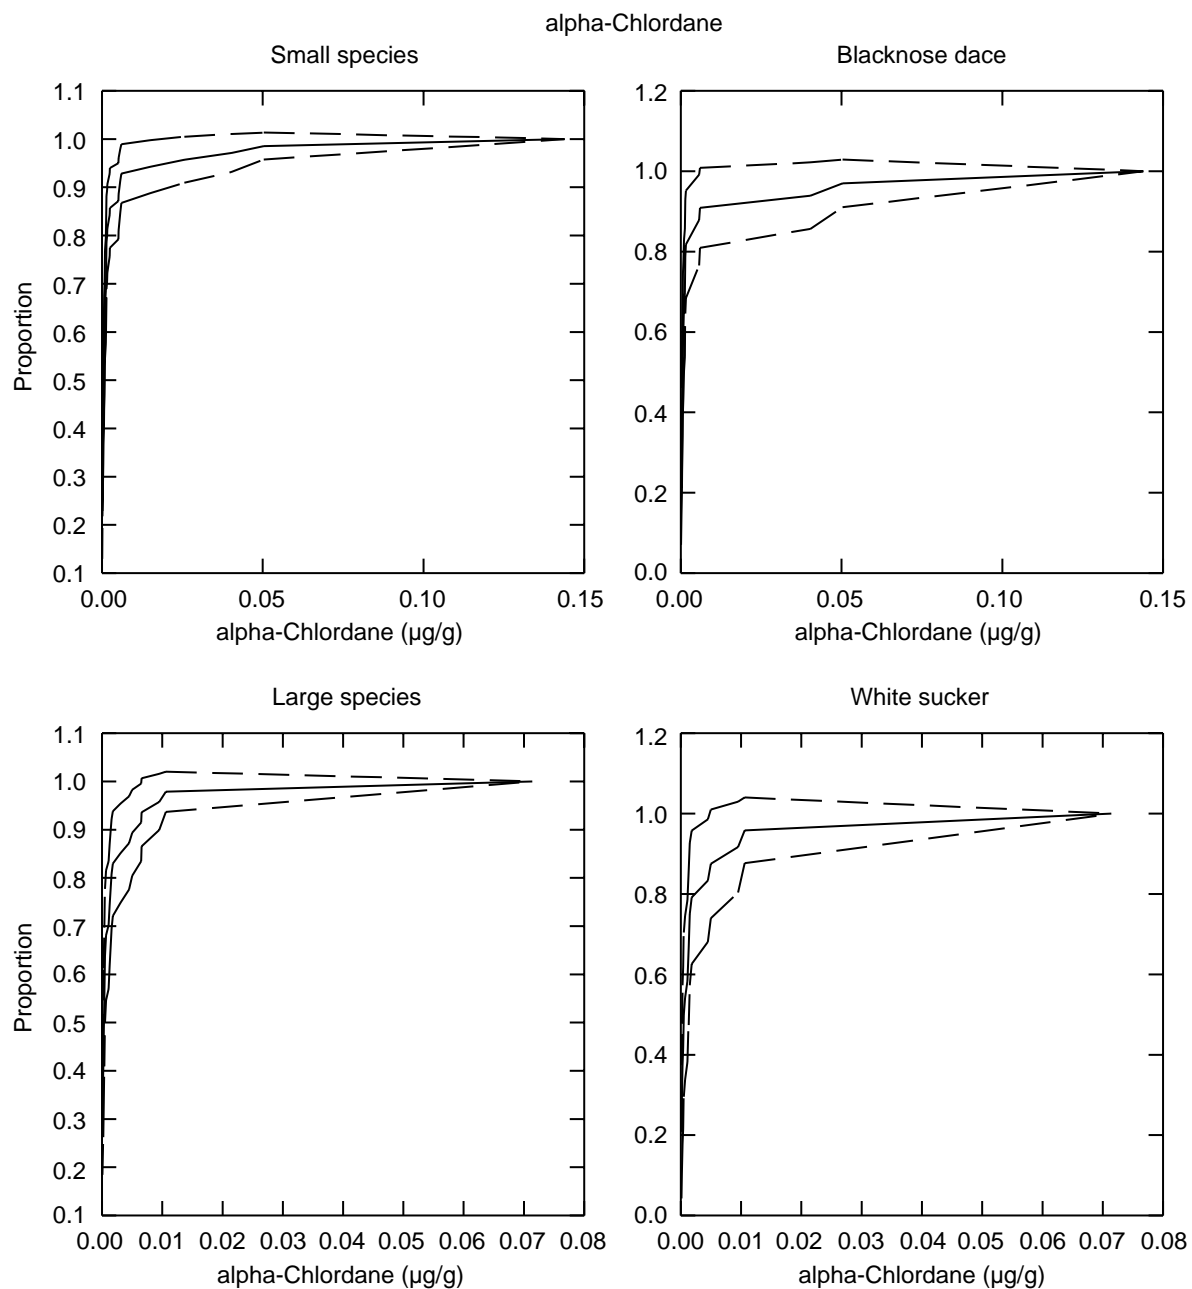 alpha-Chlordane
Small species
Blacknose dace
1.1
1.0
0.9
0.8
0.7
0.6
0.5
0.4
0.3
0.2
0.1
Proportion
0.00 0.05 0.10 0.15
alpha-Chlordane (µg/g)
1.2
1.0
0.8
0.6
0.4
0.2
0.0
0.00 0.05 0.10 0.15
alpha-Chlordane (µg/g)
Large species
White sucker
1.1
1.0
0.9
0.8
0.7
0.6
0.5
0.4
0.3
0.2
0.1
Proportion
0.00 0.01 0.02 0.03 0.04 0.05 0.06 0.07 0.08
alpha-Chlordane (µg/g)
1.2
1.0
0.8
0.6
0.4
0.2
0.0
0.00 0.01 0.02 0.03 0.04 0.05 0.06 0.07 0.08
alpha-Chlordane (µg/g)